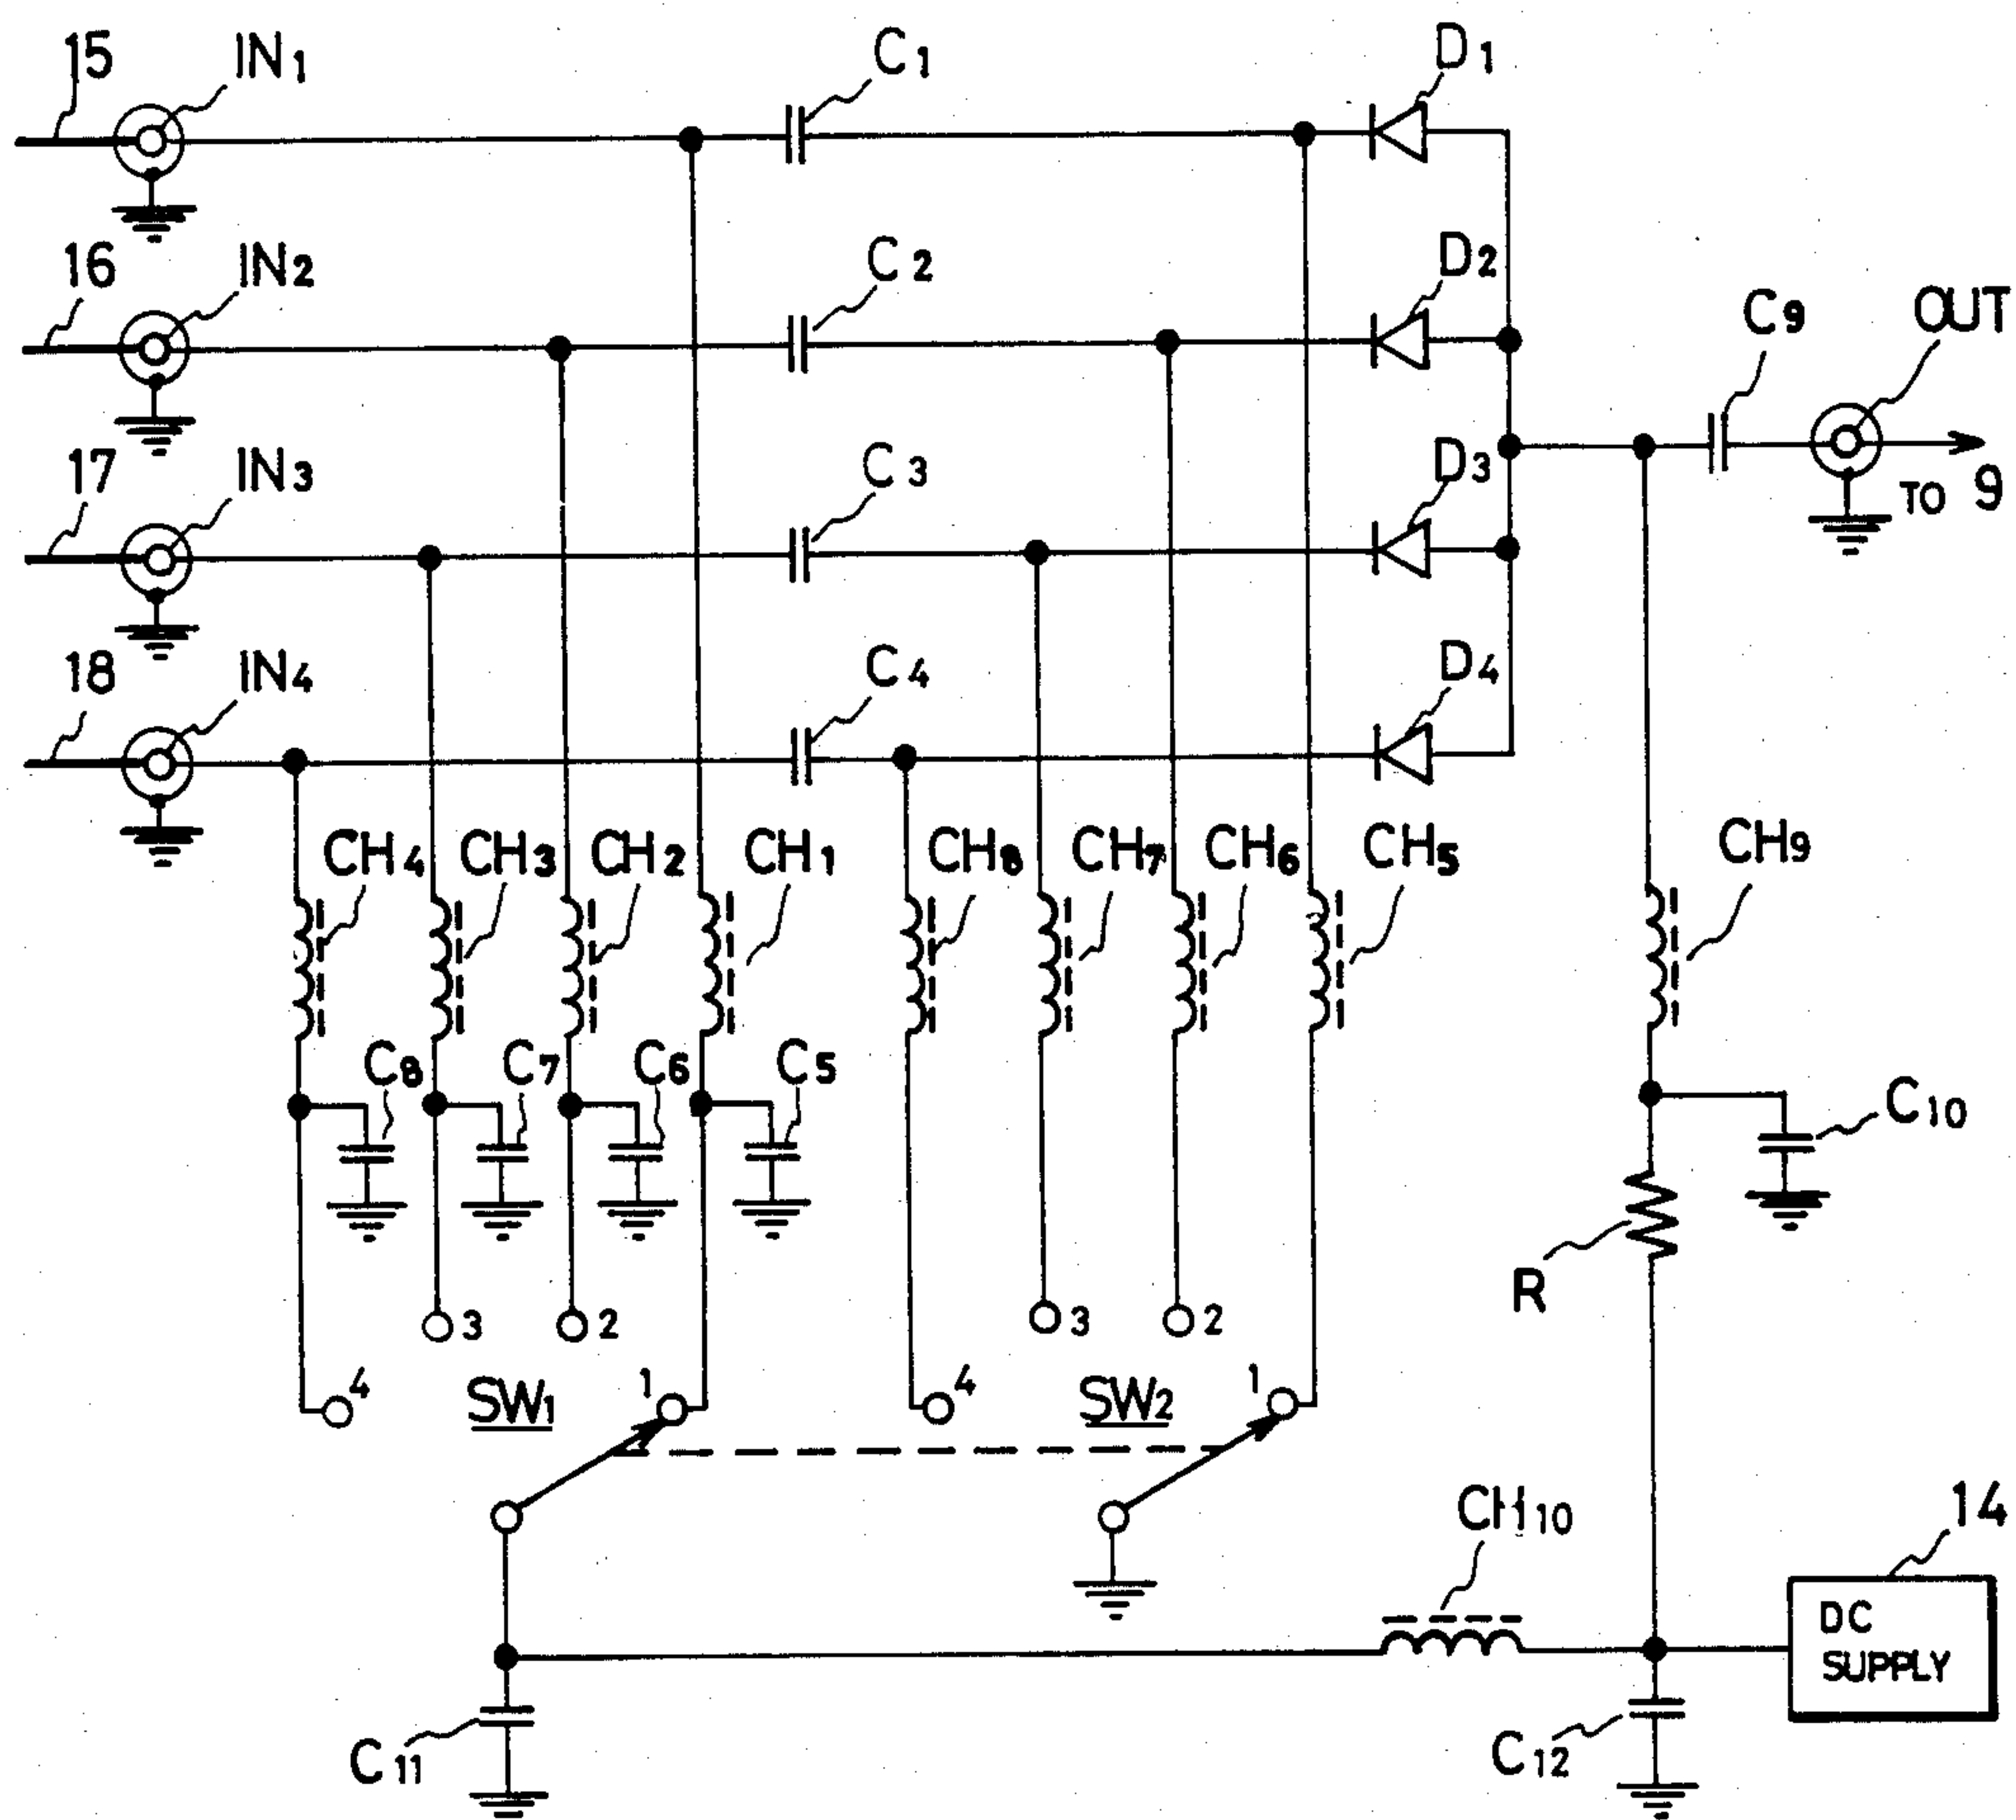 15 IN1 C1 D1
16 IN2 C2 D2
C9 OUT
17 IN3 C3 D3
TO 9
18 IN4 C4 D4
CH4 CH3 CH2 CH1 CH8 CH7 CH6 CH5 CH9
C8 C7 C6 C5
C10
R
3 2 3 2
4 SW1 1 4 SW2 1
CH10 14
DC
SUPPLY
C11 C12